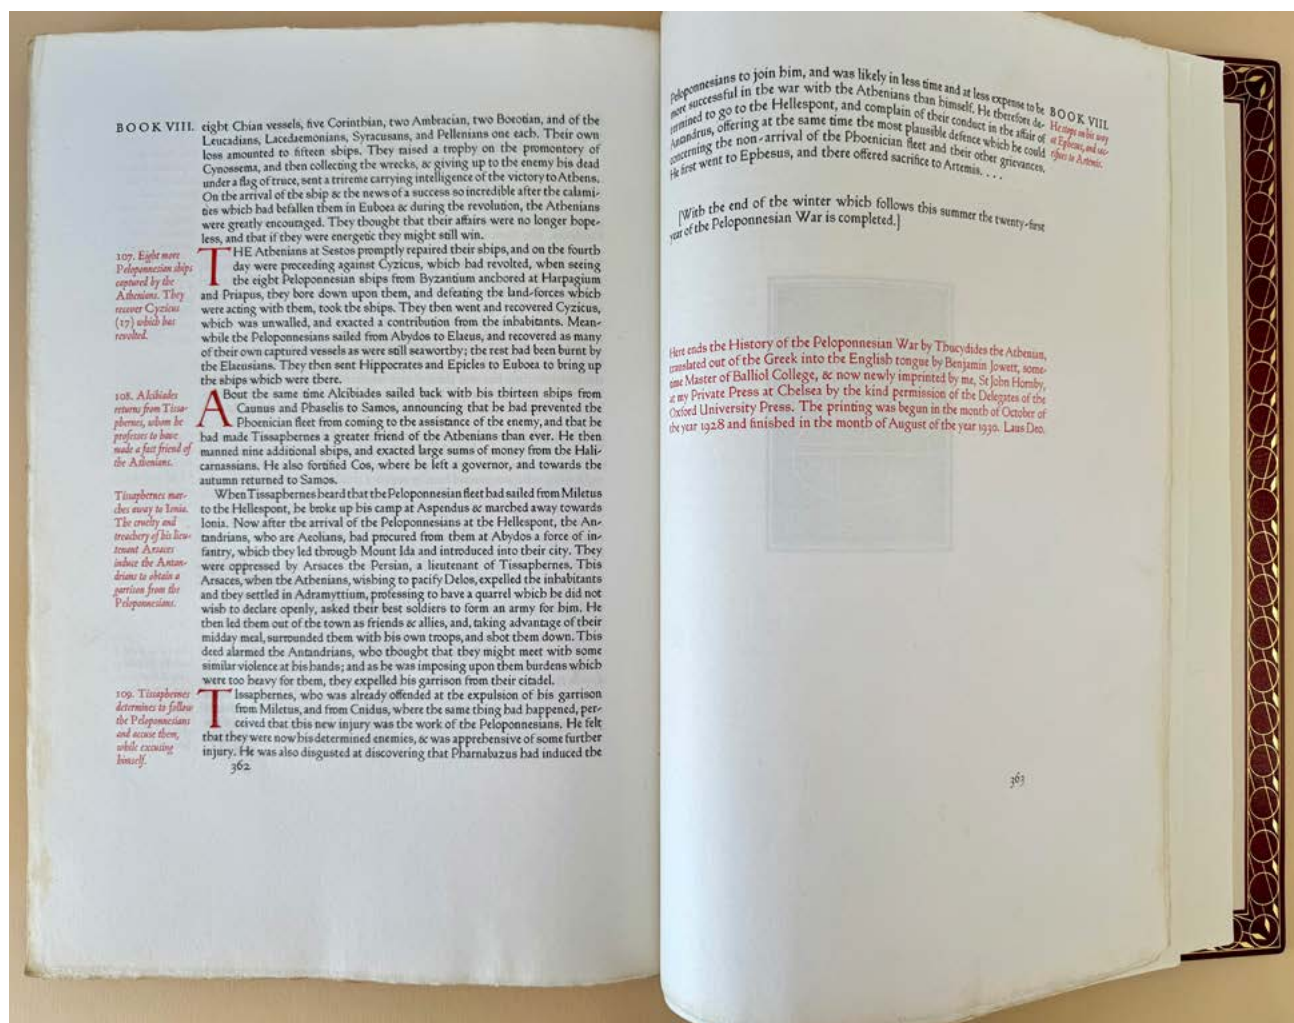 BOOK VIII. eight Chian vessels, five Corinthian, two Ambracian, two Boeotian, and of the
Leucadians, Lacedaemonians, Syracusans, and Pellenians one each. Their own
loss amounted to fifteen ships. They raised a trophy on the promontory of
Cynossema, and then collecting the wrecks, & giving up to the enemy his dead
under a flag of truce, sent a trireme carrying intelligence of the victory to Athens.
On the arrival of the ship & the news of a success so incredible after the calami-
ties which had befallen them in Euboea & during the revolution, the Athenians
were greatly encouraged. They thought that their affairs were no longer hope-
less, and that if they were energetic they might still win.
107. Eight more
Peloponnesian ships
captured by the
Athenians. They
recover Cyzicus
(17) which has
revolted.
THE Athenians at Sestos promptly repaired their ships, and on the fourth
day were proceeding against Cyzicus, which had revolted, when seeing
the eight Peloponnesian ships from Byzantium anchored at Harpagium
and Priapus, they bore down upon them, and defeating the land-forces which
were acting with them, took the ships. They then went and recovered Cyzicus,
which was unwalled, and exacted a contribution from the inhabitants. Mean-
while the Peloponnesians sailed from Abydos to Elaeus, and recovered as many
of their own captured vessels as were still seaworthy; the rest had been burnt by
the Elaeusians. They then sent Hippocrates and Epicles to Euboea to bring up
the ships which were there.
108. Alcibiades
returns from Tissa-
phernes, whom he
professes to have
made a fast friend of
the Athenians.
ABout the same time Alcibiades sailed back with his thirteen ships from
Caunus and Phaselis to Samos, announcing that he had prevented the
Phoenician fleet from coming to the assistance of the enemy, and that he
had made Tissaphernes a greater friend of the Athenians than ever. He then
manned nine additional ships, and exacted large sums of money from the Hali-
carnassians. He also fortified Cos, where he left a governor, and towards the
autumn returned to Samos.
Tissaphernes mar-
ches away to Ionia.
The cruelty and
treachery of his lieu-
tenant Arsaces
induce the Antan-
drians to obtain a
garrison from the
Peloponnesians.
When Tissaphernes heard that the Peloponnesian fleet had sailed from Miletus
to the Hellespont, he broke up his camp at Aspendus & marched away towards
Ionia. Now after the arrival of the Peloponnesians at the Hellespont, the An-
tandrians, who are Aeolians, had procured from them at Abydos a force of in-
fantry, which they led through Mount Ida and introduced into their city. They
were oppressed by Arsaces the Persian, a lieutenant of Tissaphernes. This
Arsaces, when the Athenians, wishing to pacify Delos, expelled the inhabitants
and they settled in Adramyttium, professing to have a quarrel which he did not
wish to declare openly, asked their best soldiers to form an army for him. He
then led them out of the town as friends & allies, and, taking advantage of their
midday meal, surrounded them with his own troops, and shot them down. This
deed alarmed the Antandrians, who thought that they might meet with some
similar violence at his hands; and as he was imposing upon them burdens which
were too heavy for them, they expelled his garrison from their citadel.
109. Tissaphernes
determines to follow
the Peloponnesians
and accuse them,
while excusing
himself.
TIssaphernes, who was already offended at the expulsion of his garrison
from Miletus, and from Cnidus, where the same thing had happened, per-
ceived that this new injury was the work of the Peloponnesians. He felt
that they were now his determined enemies, & was apprehensive of some further
injury. He was also disgusted at discovering that Pharnabazus had induced the
362
Peloponnesians to join him, and was likely in less time and at less expense to be
more successful in the war with the Athenians than himself. He therefore de-
termined to go to the Hellespont, and complain of their conduct in the affair of
Antandrus, offering at the same time the most plausible defence which he could
concerning the non-arrival of the Phoenician fleet and their other grievances.
He first went to Ephesus, and there offered sacrifice to Artemis. . . .
BOOK VIII.
He stops on his way
at Ephesus, and sac-
rifices to Artemis.
[With the end of the winter which follows this summer the twenty-first
year of the Peloponnesian War is completed.]
Here ends the History of the Peloponnesian War by Thucydides the Athenian,
translated out of the Greek into the English tongue by Benjamin Jowett, some-
time Master of Balliol College, & now newly imprinted by me, St John Hornby,
at my Private Press at Chelsea by the kind permission of the Delegates of the
Oxford University Press. The printing was begun in the month of October of
the year 1928 and finished in the month of August of the year 1930. Laus Deo.
363